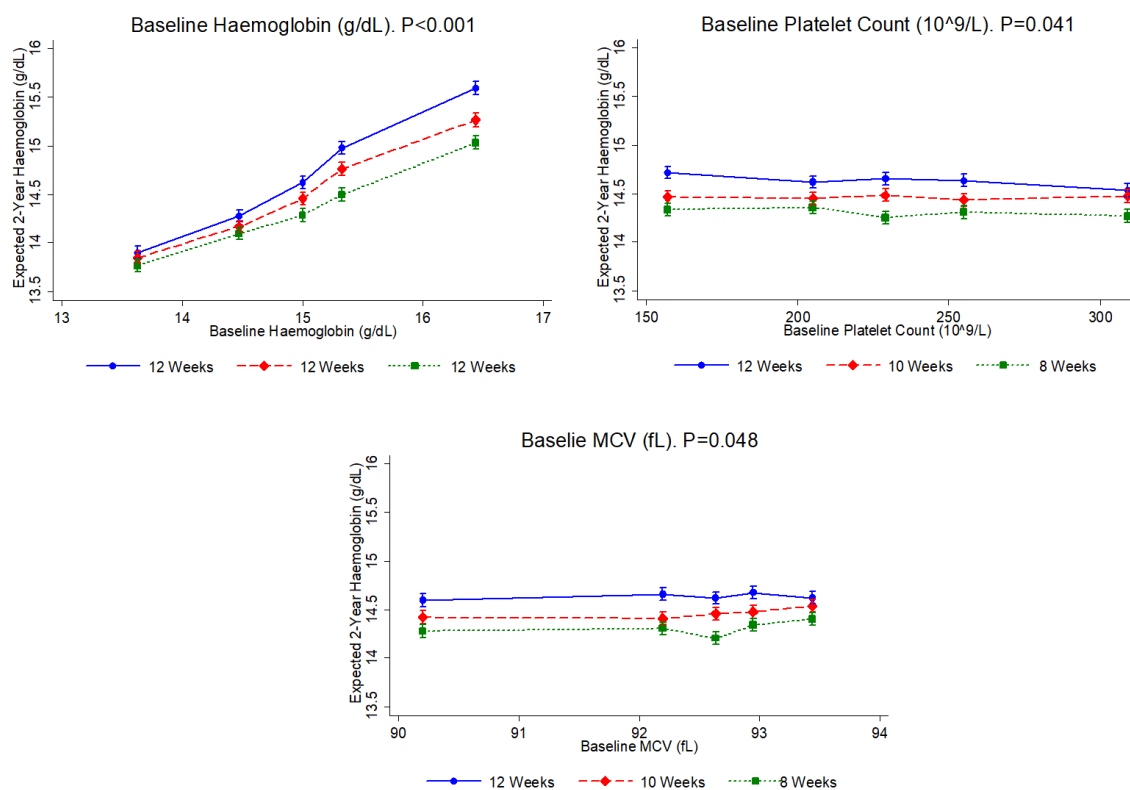 Baseline Haemoglobin (g/dL). P<0.001
Expected 2-Year Haemoglobin (g/dL)
16
15.5
15
14.5
14
13.5
13 14 15 16 17
Baseline Haemoglobin (g/dL)
12 Weeks 12 Weeks 12 Weeks
Baseline Platelet Count (10^9/L). P=0.041
Expected 2-Year Haemoglobin (g/dL)
16
15.5
15
14.5
14
13.5
150 200 250 300
Baseline Platelet Count (10^9/L)
12 Weeks 10 Weeks 8 Weeks
Baselie MCV (fL). P=0.048
Expected 2-Year Haemoglobin (g/dL)
16
15.5
15
14.5
14
13.5
90 91 92 93 94
Baseline MCV (fL)
12 Weeks 10 Weeks 8 Weeks